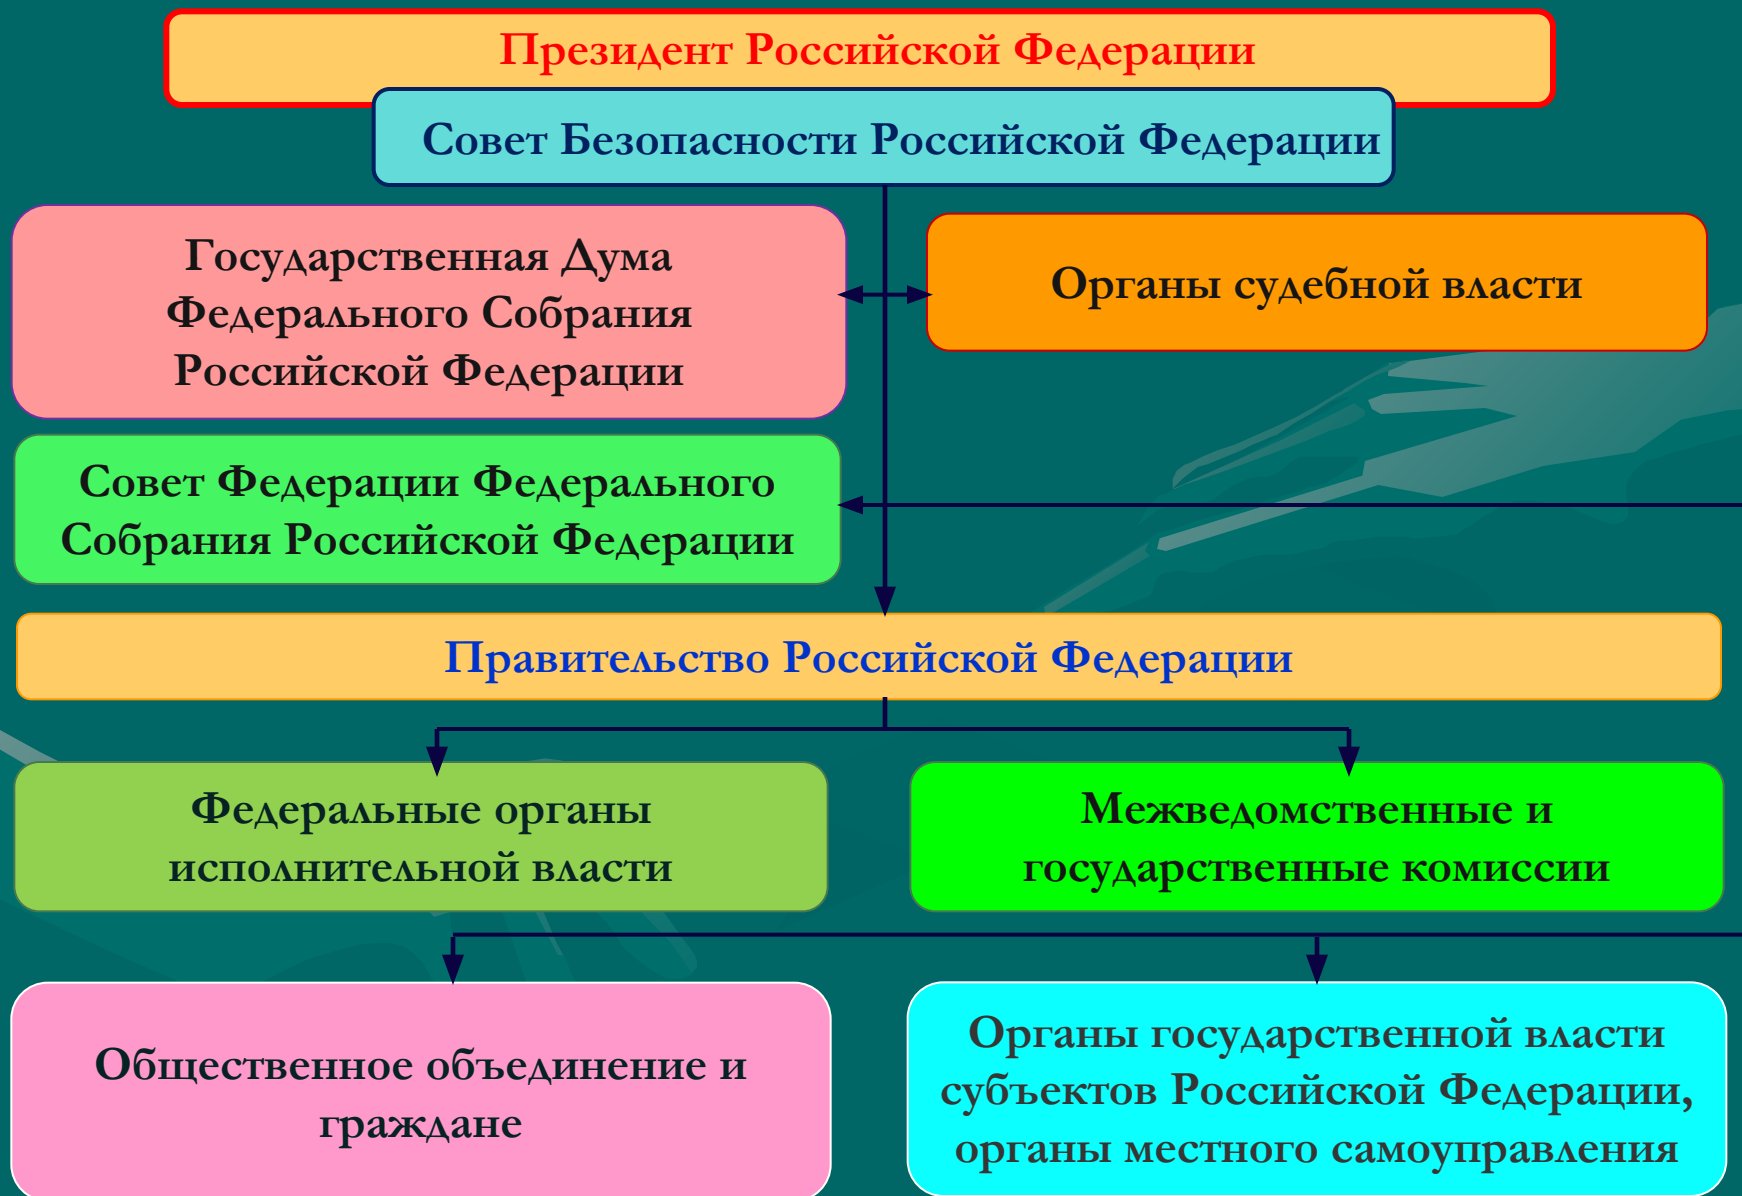 Президент Российской Федерации
Совет Безопасности Российской Федерации
Государственная Дума
Федерального Собрания
Российской Федерации
Органы судебной власти
Совет Федерации Федерального
Собрания Российской Федерации
Правительство Российской Федерации
Федеральные органы
исполнительной власти
Межведомственные и
государственные комиссии
Общественное объединение и
граждане
Органы государственной власти
субъектов Российской Федерации,
органы местного самоуправления